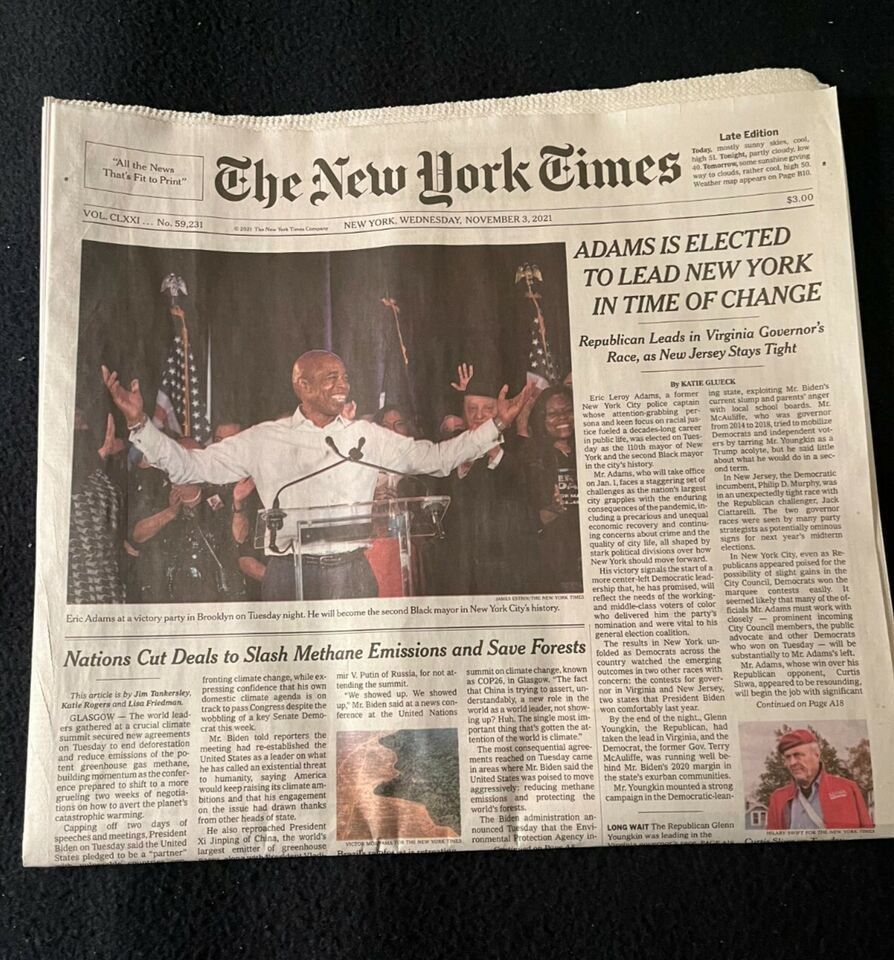 "All the News
That's Fit to Print"
The New York Times
Late Edition
Today, mostly sunny skies, cool,
high 51. Tonight, partly cloudy, low
40. Tomorrow, some sunshine giving
way to clouds, rather cool, high 50.
Weather map appears on Page B10.
VOL. CLXXI . . . No. 59,231
© 2021 The New York Times Company
NEW YORK, WEDNESDAY, NOVEMBER 3, 2021
$3.00
JAMES ESTRIN/THE NEW YORK TIMES
Eric Adams at a victory party in Brooklyn on Tuesday night. He will become the second Black mayor in New York City's history.
ADAMS IS ELECTED
TO LEAD NEW YORK
IN TIME OF CHANGE
Republican Leads in Virginia Governor's
Race, as New Jersey Stays Tight
By KATIE GLUECK
Eric Leroy Adams, a former
New York City police captain
whose attention-grabbing per-
sona and keen focus on racial jus-
tice fueled a decades-long career
in public life, was elected on Tues-
day as the 110th mayor of New
York and the second Black mayor
in the city's history.
Mr. Adams, who will take office
on Jan. 1, faces a staggering set of
challenges as the nation's largest
city grapples with the enduring
consequences of the pandemic, in-
cluding a precarious and unequal
economic recovery and continu-
ing concerns about crime and the
quality of city life, all shaped by
stark political divisions over how
New York should move forward.
His victory signals the start of a
more center-left Democratic lead-
ership that, he has promised, will
reflect the needs of the working-
and middle-class voters of color
who delivered him the party's
nomination and were vital to his
general election coalition.
The results in New York un-
folded as Democrats across the
country watched the emerging
outcomes in two other races with
concern: the contests for gover-
nor in Virginia and New Jersey,
two states that President Biden
won comfortably last year.
By the end of the night, Glenn
Youngkin, the Republican, had
taken the lead in Virginia, and the
Democrat, the former Gov. Terry
McAuliffe, was running well be-
hind Mr. Biden's 2020 margin in
the state's exurban communities.
Mr. Youngkin mounted a strong
campaign in the Democratic-lean-
ing state, exploiting Mr. Biden's
current slump and parents' anger
with local school boards. Mr.
McAuliffe, who was governor
from 2014 to 2018, tried to mobilize
Democrats and independent vot-
ers by tarring Mr. Youngkin as a
Trump acolyte, but he said little
about what he would do in a sec-
ond term.
In New Jersey, the Democratic
incumbent, Philip D. Murphy, was
in an unexpectedly tight race with
the Republican challenger, Jack
Ciattarelli. The two governor
races were seen by many party
strategists as potentially ominous
signs for next year's midterm
elections.
In New York City, even as Re-
publicans appeared poised for the
possibility of slight gains in the
City Council, Democrats won the
marquee contests easily. It
seemed likely that many of the of-
ficials Mr. Adams must work with
closely — prominent incoming
City Council members, the public
advocate and other Democrats
who won on Tuesday — will be
substantially to Mr. Adams's left.
Mr. Adams, whose win over his
Republican opponent, Curtis
Sliwa, appeared to be resounding,
will begin the job with significant
Continued on Page A18
Nations Cut Deals to Slash Methane Emissions and Save Forests
This article is by Jim Tankersley,
Katie Rogers and Lisa Friedman.
GLASGOW — The world lead-
ers gathered at a crucial climate
summit secured new agreements
on Tuesday to end deforestation
and reduce emissions of the po-
tent greenhouse gas methane,
building momentum as the confer-
ence prepared to shift to a more
grueling two weeks of negotia-
tions on how to avert the planet's
catastrophic warming.
Capping off two days of
speeches and meetings, President
Biden on Tuesday said the United
States pledged to be a "partner"
fronting climate change, while ex-
pressing confidence that his own
domestic climate agenda is on
track to pass Congress despite the
wobbling of a key Senate Demo-
crat this week.
Mr. Biden told reporters the
meeting had re-established the
United States as a leader on what
he has called an existential threat
to humanity, saying America
would keep raising its climate am-
bitions and that his engagement
on the issue had drawn thanks
from other heads of state.
He also reproached President
Xi Jinping of China, the world's
largest emitter of greenhouse
mir V. Putin of Russia, for not at-
tending the summit.
"We showed up. We showed
up," Mr. Biden said at a news con-
ference at the United Nations
VICTOR MORIYAMA FOR THE NEW YORK TIMES
summit on climate change, known
as COP26, in Glasgow. "The fact
that China is trying to assert, un-
derstandably, a new role in the
world as a world leader, not show-
ing up? Huh. The single most im-
portant thing that's gotten the at-
tention of the world is climate."
The most consequential agree-
ments reached on Tuesday came
in areas where Mr. Biden said the
United States was poised to move
aggressively: reducing methane
emissions and protecting the
world's forests.
The Biden administration an-
nounced Tuesday that the Envi-
ronmental Protection Agency in-
LONG WAIT The Republican Glenn
Youngkin was leading in the
HILARY SWIFT FOR THE NEW YORK TIMES